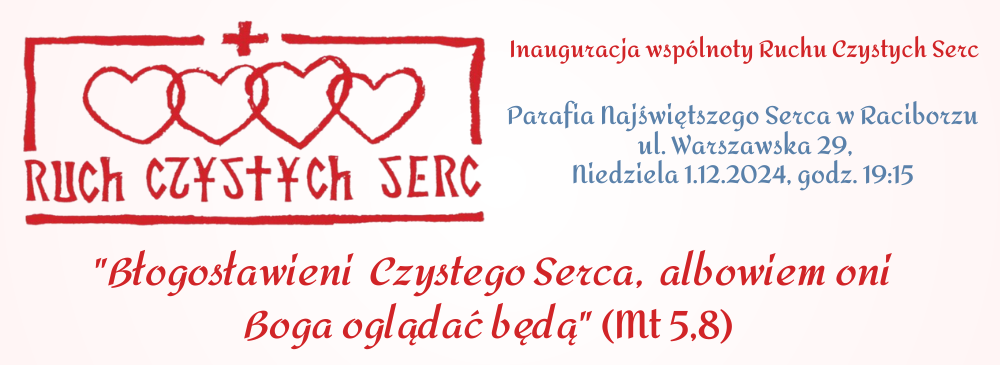 RUCH CZYSTYCH SERC
Inauguracja wspólnoty Ruchu Czystych Serc
Parafia Najświętszego Serca w Raciborzu
ul. Warszawska 29,
Niedziela 1.12.2024, godz. 19:15
"Błogosławieni Czystego Serca, albowiem oni
Boga oglądać będą" (Mt 5,8)